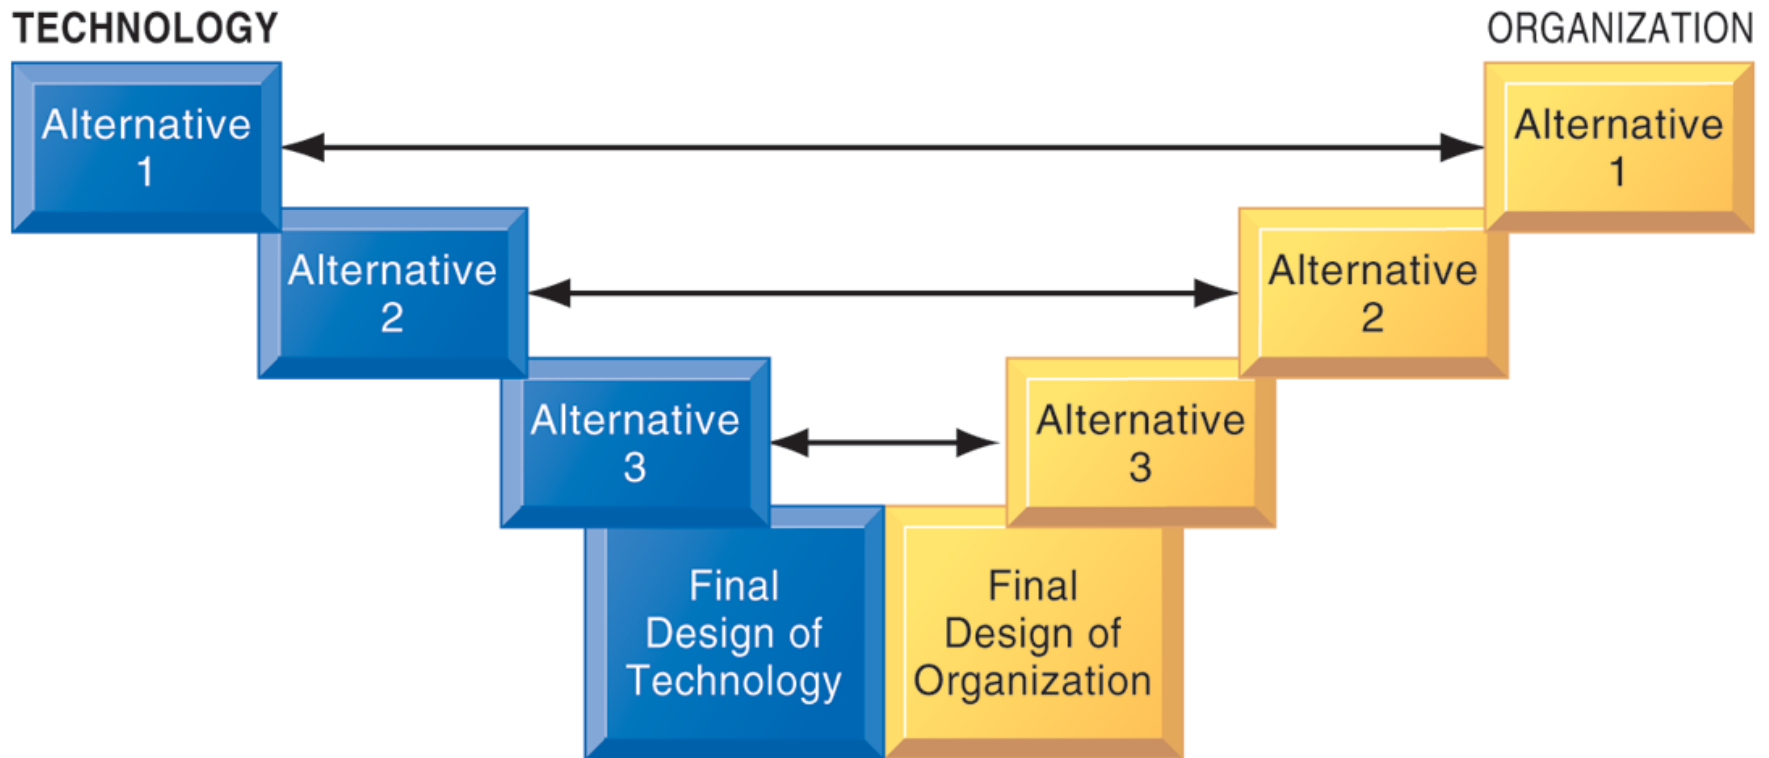 TECHNOLOGY
ORGANIZATION
Alternative
1
Alternative
1
Alternative
2
Alternative
2
Alternative
3
Alternative
3
Final
Design of
Technology
Final
Design of
Organization